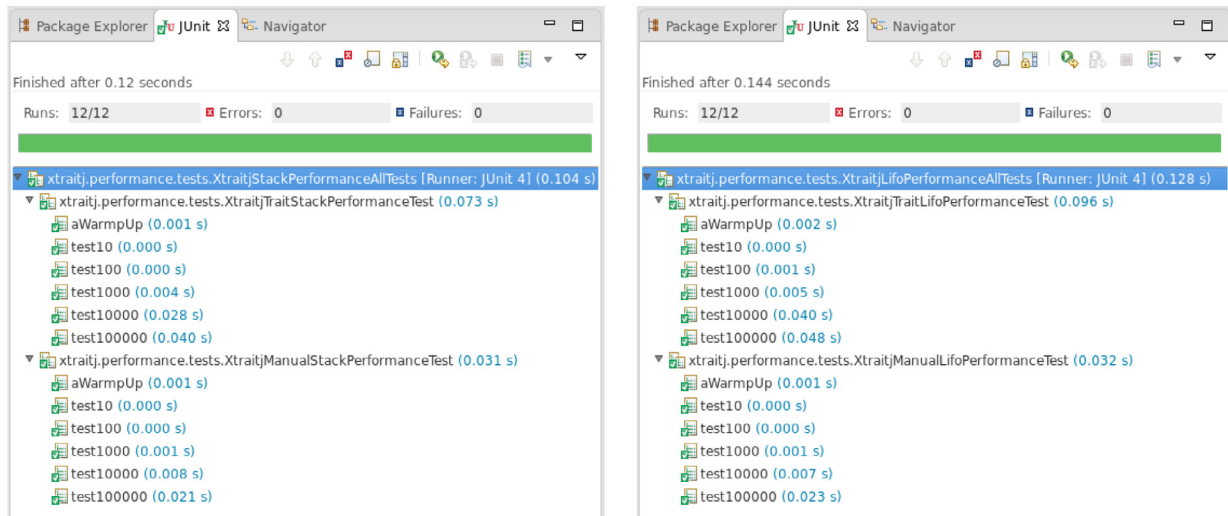 Package Explorer JUnit Navigator
Finished after 0.12 seconds
Runs: 12/12 Errors: 0 Failures: 0
xtraitj.performance.tests.XtraitjStackPerformanceAllTests [Runner: JUnit 4] (0.104 s)
xtraitj.performance.tests.XtraitjTraitStackPerformanceTest (0.073 s)
aWarmpUp (0.001 s)
test10 (0.000 s)
test100 (0.000 s)
test1000 (0.004 s)
test10000 (0.028 s)
test100000 (0.040 s)
xtraitj.performance.tests.XtraitjManualStackPerformanceTest (0.031 s)
aWarmpUp (0.001 s)
test10 (0.000 s)
test100 (0.000 s)
test1000 (0.001 s)
test10000 (0.008 s)
test100000 (0.021 s)
Package Explorer JUnit Navigator
Finished after 0.144 seconds
Runs: 12/12 Errors: 0 Failures: 0
xtraitj.performance.tests.XtraitjLifoPerformanceAllTests [Runner: JUnit 4] (0.128 s)
xtraitj.performance.tests.XtraitjTraitLifoPerformanceTest (0.096 s)
aWarmpUp (0.002 s)
test10 (0.000 s)
test100 (0.001 s)
test1000 (0.005 s)
test10000 (0.040 s)
test100000 (0.048 s)
xtraitj.performance.tests.XtraitjManualLifoPerformanceTest (0.032 s)
aWarmpUp (0.001 s)
test10 (0.000 s)
test100 (0.000 s)
test1000 (0.001 s)
test10000 (0.007 s)
test100000 (0.023 s)